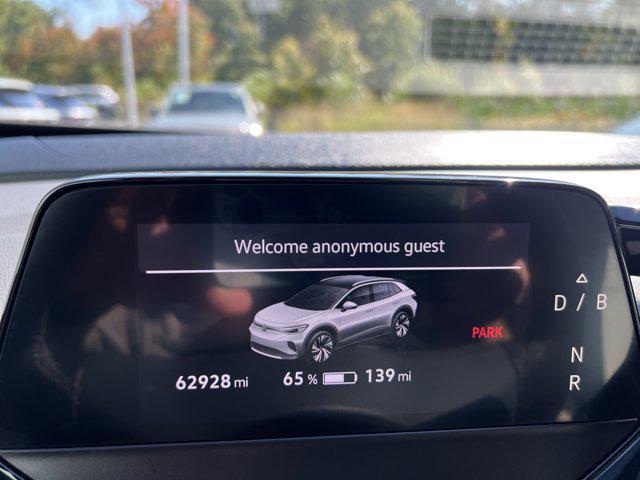 Welcome anonymous guest
D / B
PARK
N
62928 mi 65 % 139 mi
R